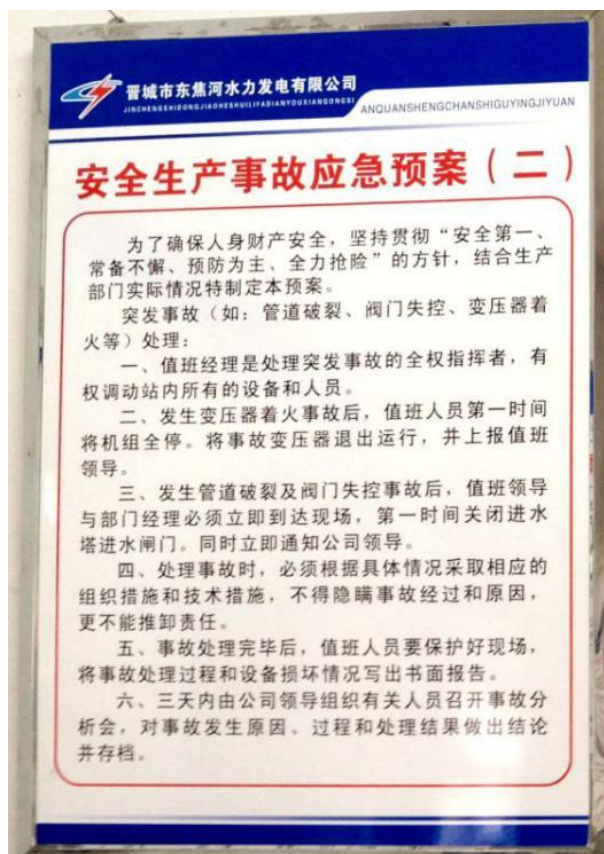 晋城市东焦河水力发电有限公司
JINCHENGSHIDONGJIAOHESHUILIFADIANYOUXIANGONGSI
ANQUANSHENGCHANSHIGUYINGJIYUAN
安全生产事故应急预案（二）
为了确保人身财产安全，坚持贯彻“安全第一、
常备不懈、预防为主、全力抢险”的方针，结合生产
部门实际情况特制定本预案。
突发事故（如：管道破裂、阀门失控、变压器着
火等）处理：
一、值班经理是处理突发事故的全权指挥者，有
权调动站内所有的设备和人员。
二、发生变压器着火事故后，值班人员第一时间
将机组全停。将事故变压器退出运行，并上报值班
领导。
三、发生管道破裂及阀门失控事故后，值班领导
与部门经理必须立即到达现场，第一时间关闭进水
塔进水闸门。同时立即通知公司领导。
四、处理事故时，必须根据具体情况采取相应的
组织措施和技术措施，不得隐瞒事故经过和原因，
更不能推卸责任。
五、事故处理完毕后，值班人员要保护好现场，
将事故处理过程和设备损坏情况写出书面报告。
六、三天内由公司领导组织有关人员召开事故分
析会，对事故发生原因、过程和处理结果做出结论
并存档。